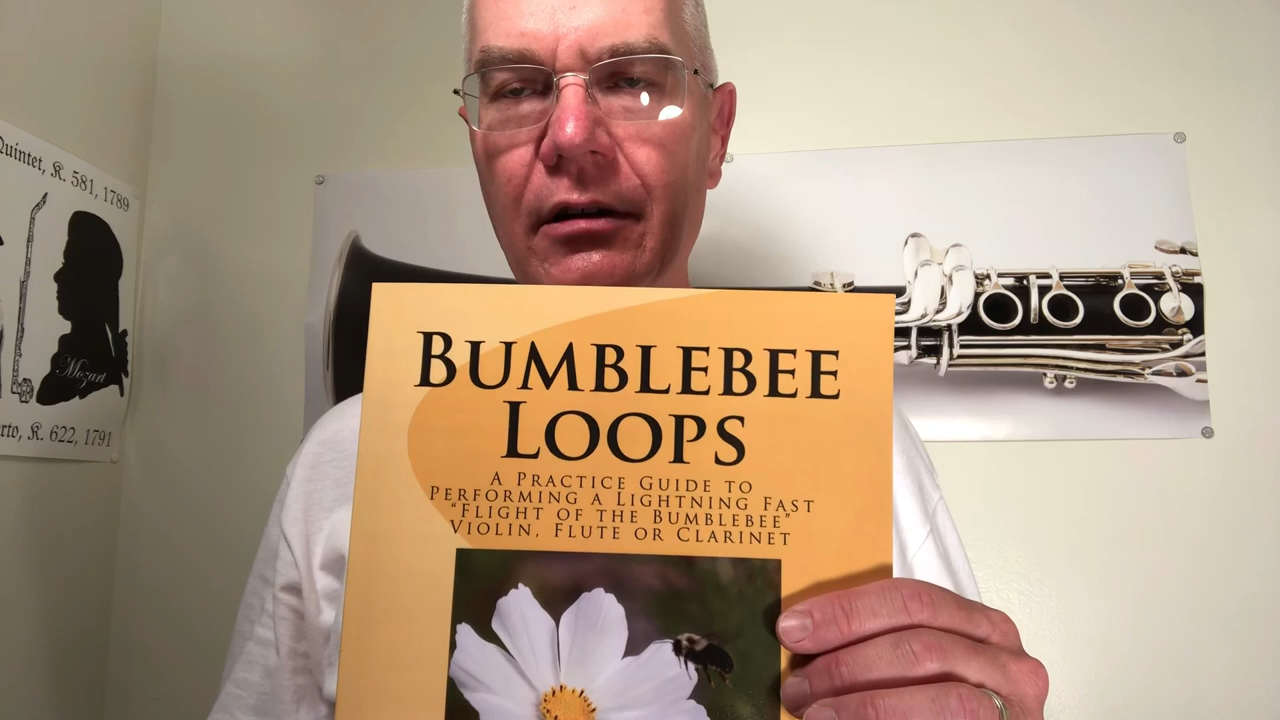 Quintet, K. 581, 1789
Mozart
K. 622, 1791
BUMBLEBEE
LOOPS
A PRACTICE GUIDE TO
PERFORMING A LIGHTNING FAST
“FLIGHT OF THE BUMBLEBEE”
VIOLIN, FLUTE OR CLARINET